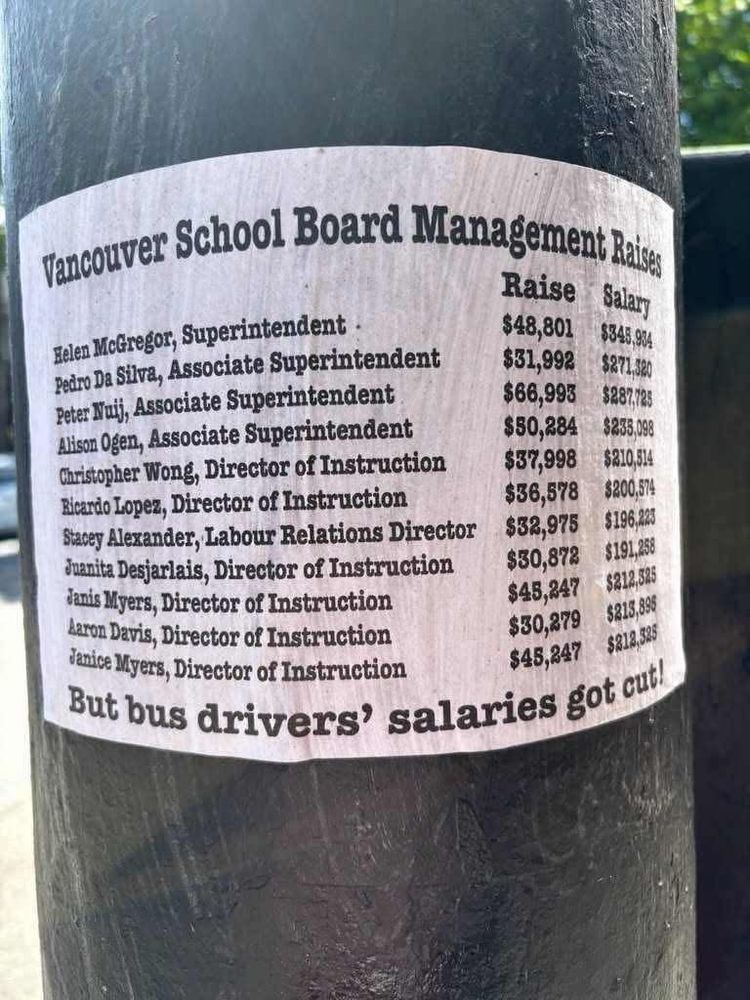 Vancouver School Board Management Raises
Raise Salary
Helen McGregor, Superintendent $48,801 $345,934
Pedro Da Silva, Associate Superintendent $31,992 $271,320
Peter Nuij, Associate Superintendent $66,993 $287,725
Alison Ogen, Associate Superintendent $50,284 $235,098
Christopher Wong, Director of Instruction $37,998 $210,514
Ricardo Lopez, Director of Instruction $36,578 $200,574
Stacey Alexander, Labour Relations Director $32,975 $196,223
Juanita Desjarlais, Director of Instruction $30,872 $191,258
Janis Myers, Director of Instruction $45,247 $212,325
Aaron Davis, Director of Instruction $30,279 $213,896
Janice Myers, Director of Instruction $45,247 $212,325
But bus drivers' salaries got cut!